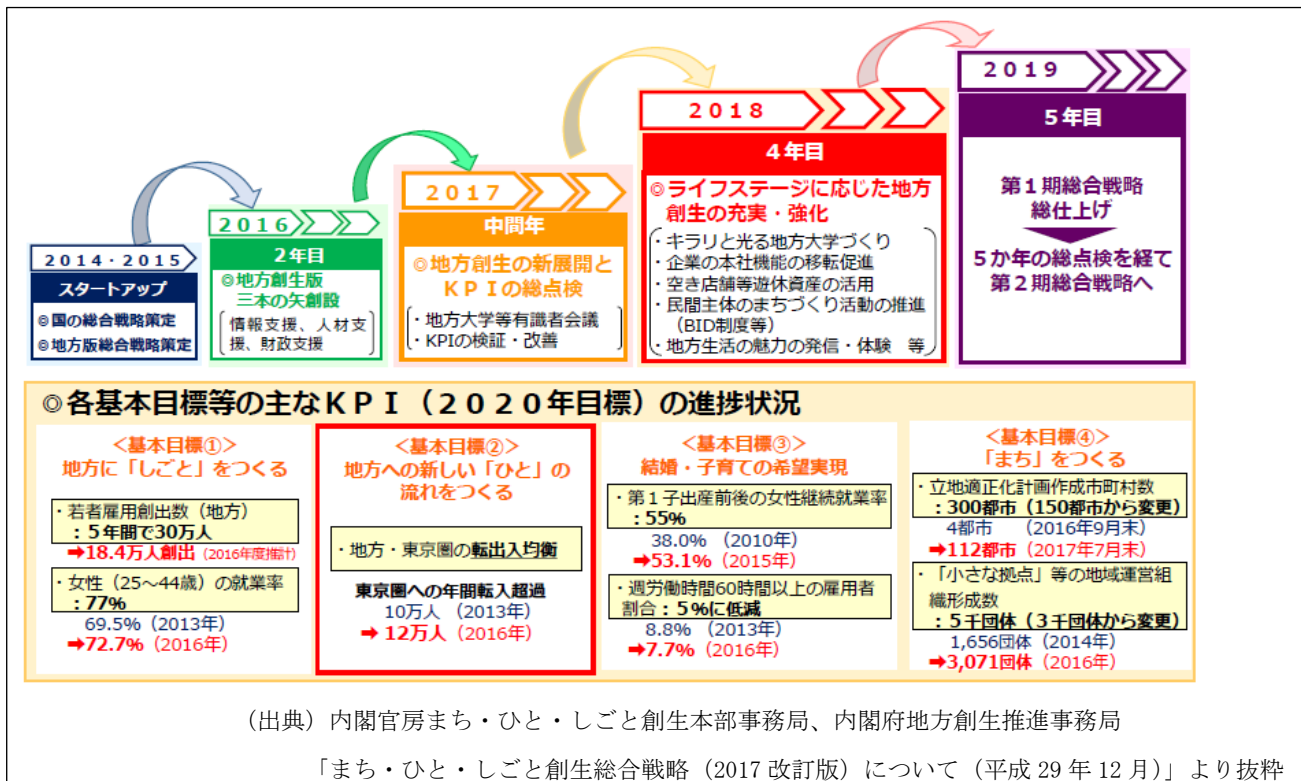 2014・2015
スタートアップ
◎国の総合戦略策定
◎地方版総合戦略策定
2016
2年目
◎地方創生版
三本の矢創設
情報支援、人材支
援、財政支援
2017
中間年
◎地方創生の新展開と
KPIの総点検
・地方大学等有識者会議
・KPIの検証・改善
2018
4年目
◎ライフステージに応じた地方
創生の充実・強化
・キラリと光る地方大学づくり
・企業の本社機能の移転促進
・空き店舗等遊休資産の活用
・民間主体のまちづくり活動の推進
（BID制度等）
・地方生活の魅力の発信・体験 等
2019
5年目
第1期総合戦略
総仕上げ
5か年の総点検を経て
第2期総合戦略へ
◎各基本目標等の主なKPI（2020年目標）の進捗状況
＜基本目標①＞
地方に「しごと」をつくる
・若者雇用創出数（地方）
：5年間で30万人
➡18.4万人創出（2016年度推計）
・女性（25～44歳）の就業率
：77%
69.5%（2013年）
➡72.7%（2016年）
＜基本目標②＞
地方への新しい「ひと」の
流れをつくる
・地方・東京圏の転出入均衡
東京圏への年間転入超過
10万人 （2013年）
➡ 12万人（2016年）
＜基本目標③＞
結婚・子育ての希望実現
・第1子出産前後の女性継続就業率
：55%
38.0%（2010年）
➡53.1%（2015年）
・週労働時間60時間以上の雇用者
割合：5%に低減
8.8%（2013年）
➡7.7%（2016年）
＜基本目標④＞
「まち」をつくる
・立地適正化計画作成市町村数
：300都市（150都市から変更）
4都市 （2016年9月末）
➡112都市（2017年7月末）
・「小さな拠点」等の地域運営組
織形成数
：5千団体（3千団体から変更）
1,656団体（2014年）
➡3,071団体（2016年）
（出典）内閣官房まち・ひと・しごと創生本部事務局、内閣府地方創生推進事務局
「まち・ひと・しごと創生総合戦略（2017 改訂版）について（平成 29 年 12 月）」より抜粋